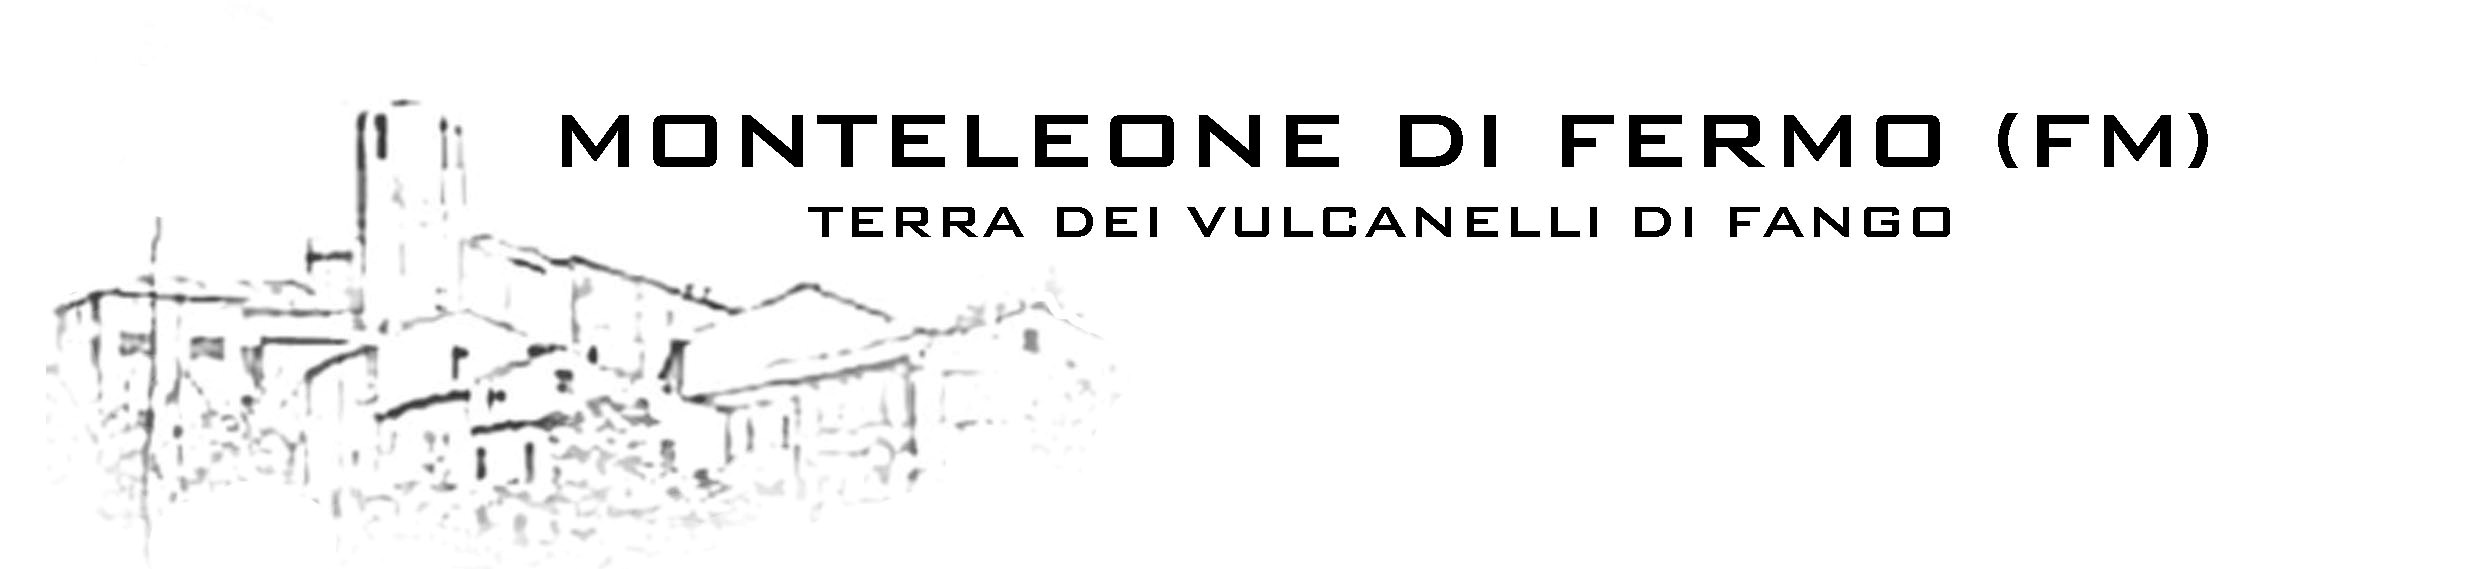 MONTELEONE DI FERMO (FM)
TERRA DEI VULCANELLI DI FANGO